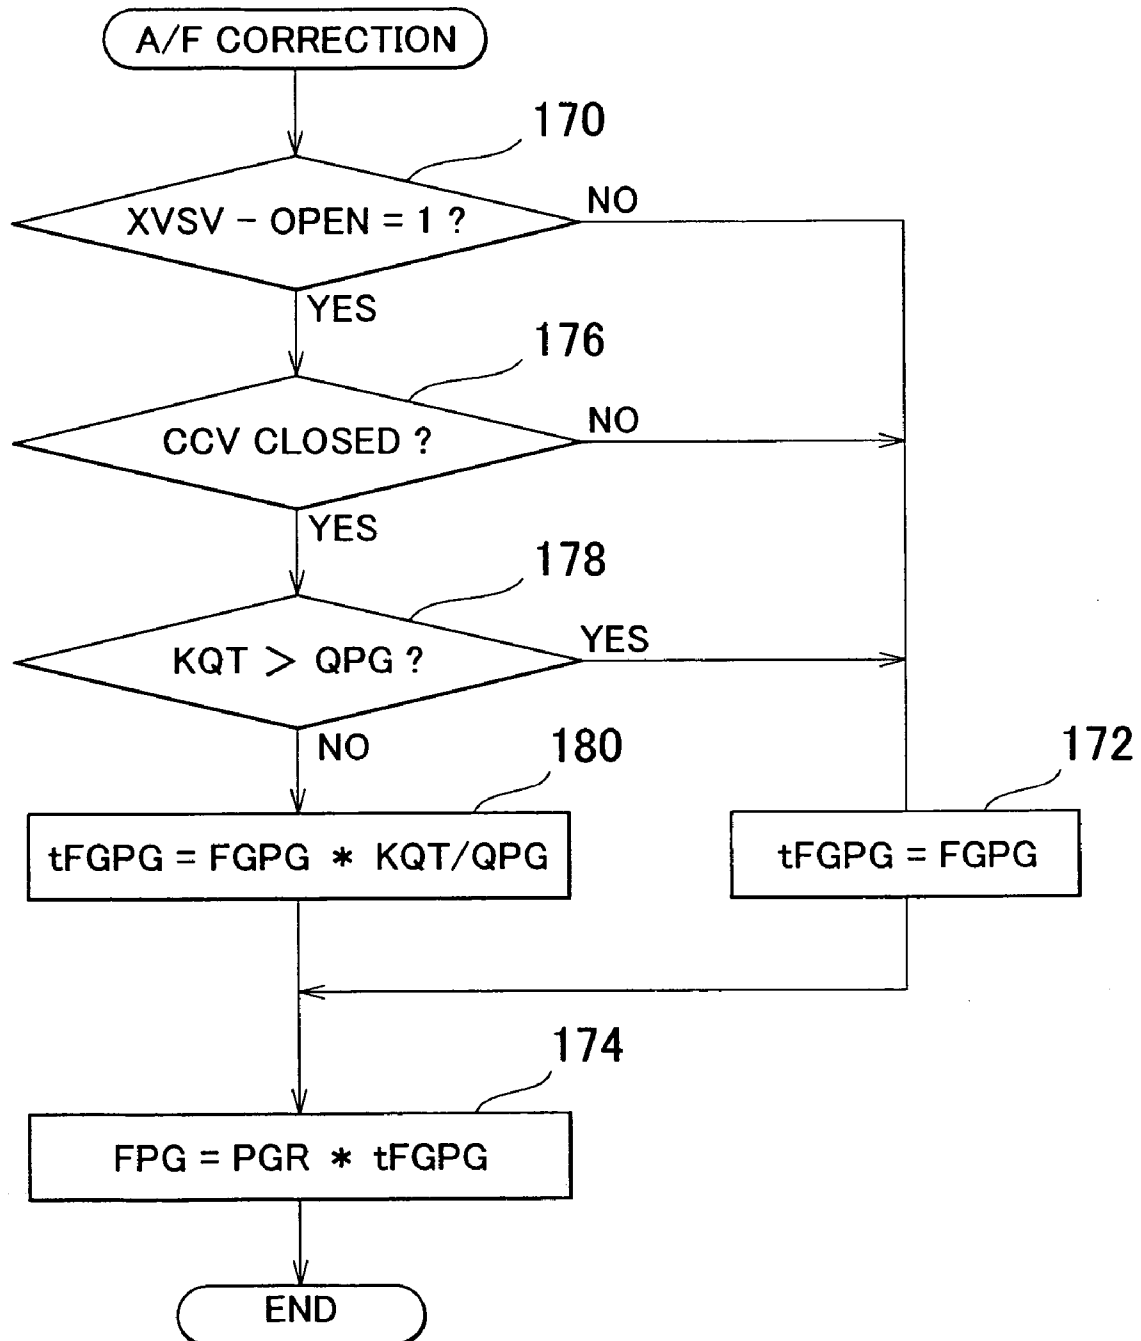 A/F CORRECTION
170
XVSV - OPEN = 1 ?
NO
YES
176
CCV CLOSED ?
NO
YES
178
KQT > QPG ?
YES
NO
180
172
tFGPG = FGPG * KQT/QPG
tFGPG = FGPG
174
FPG = PGR * tFGPG
END